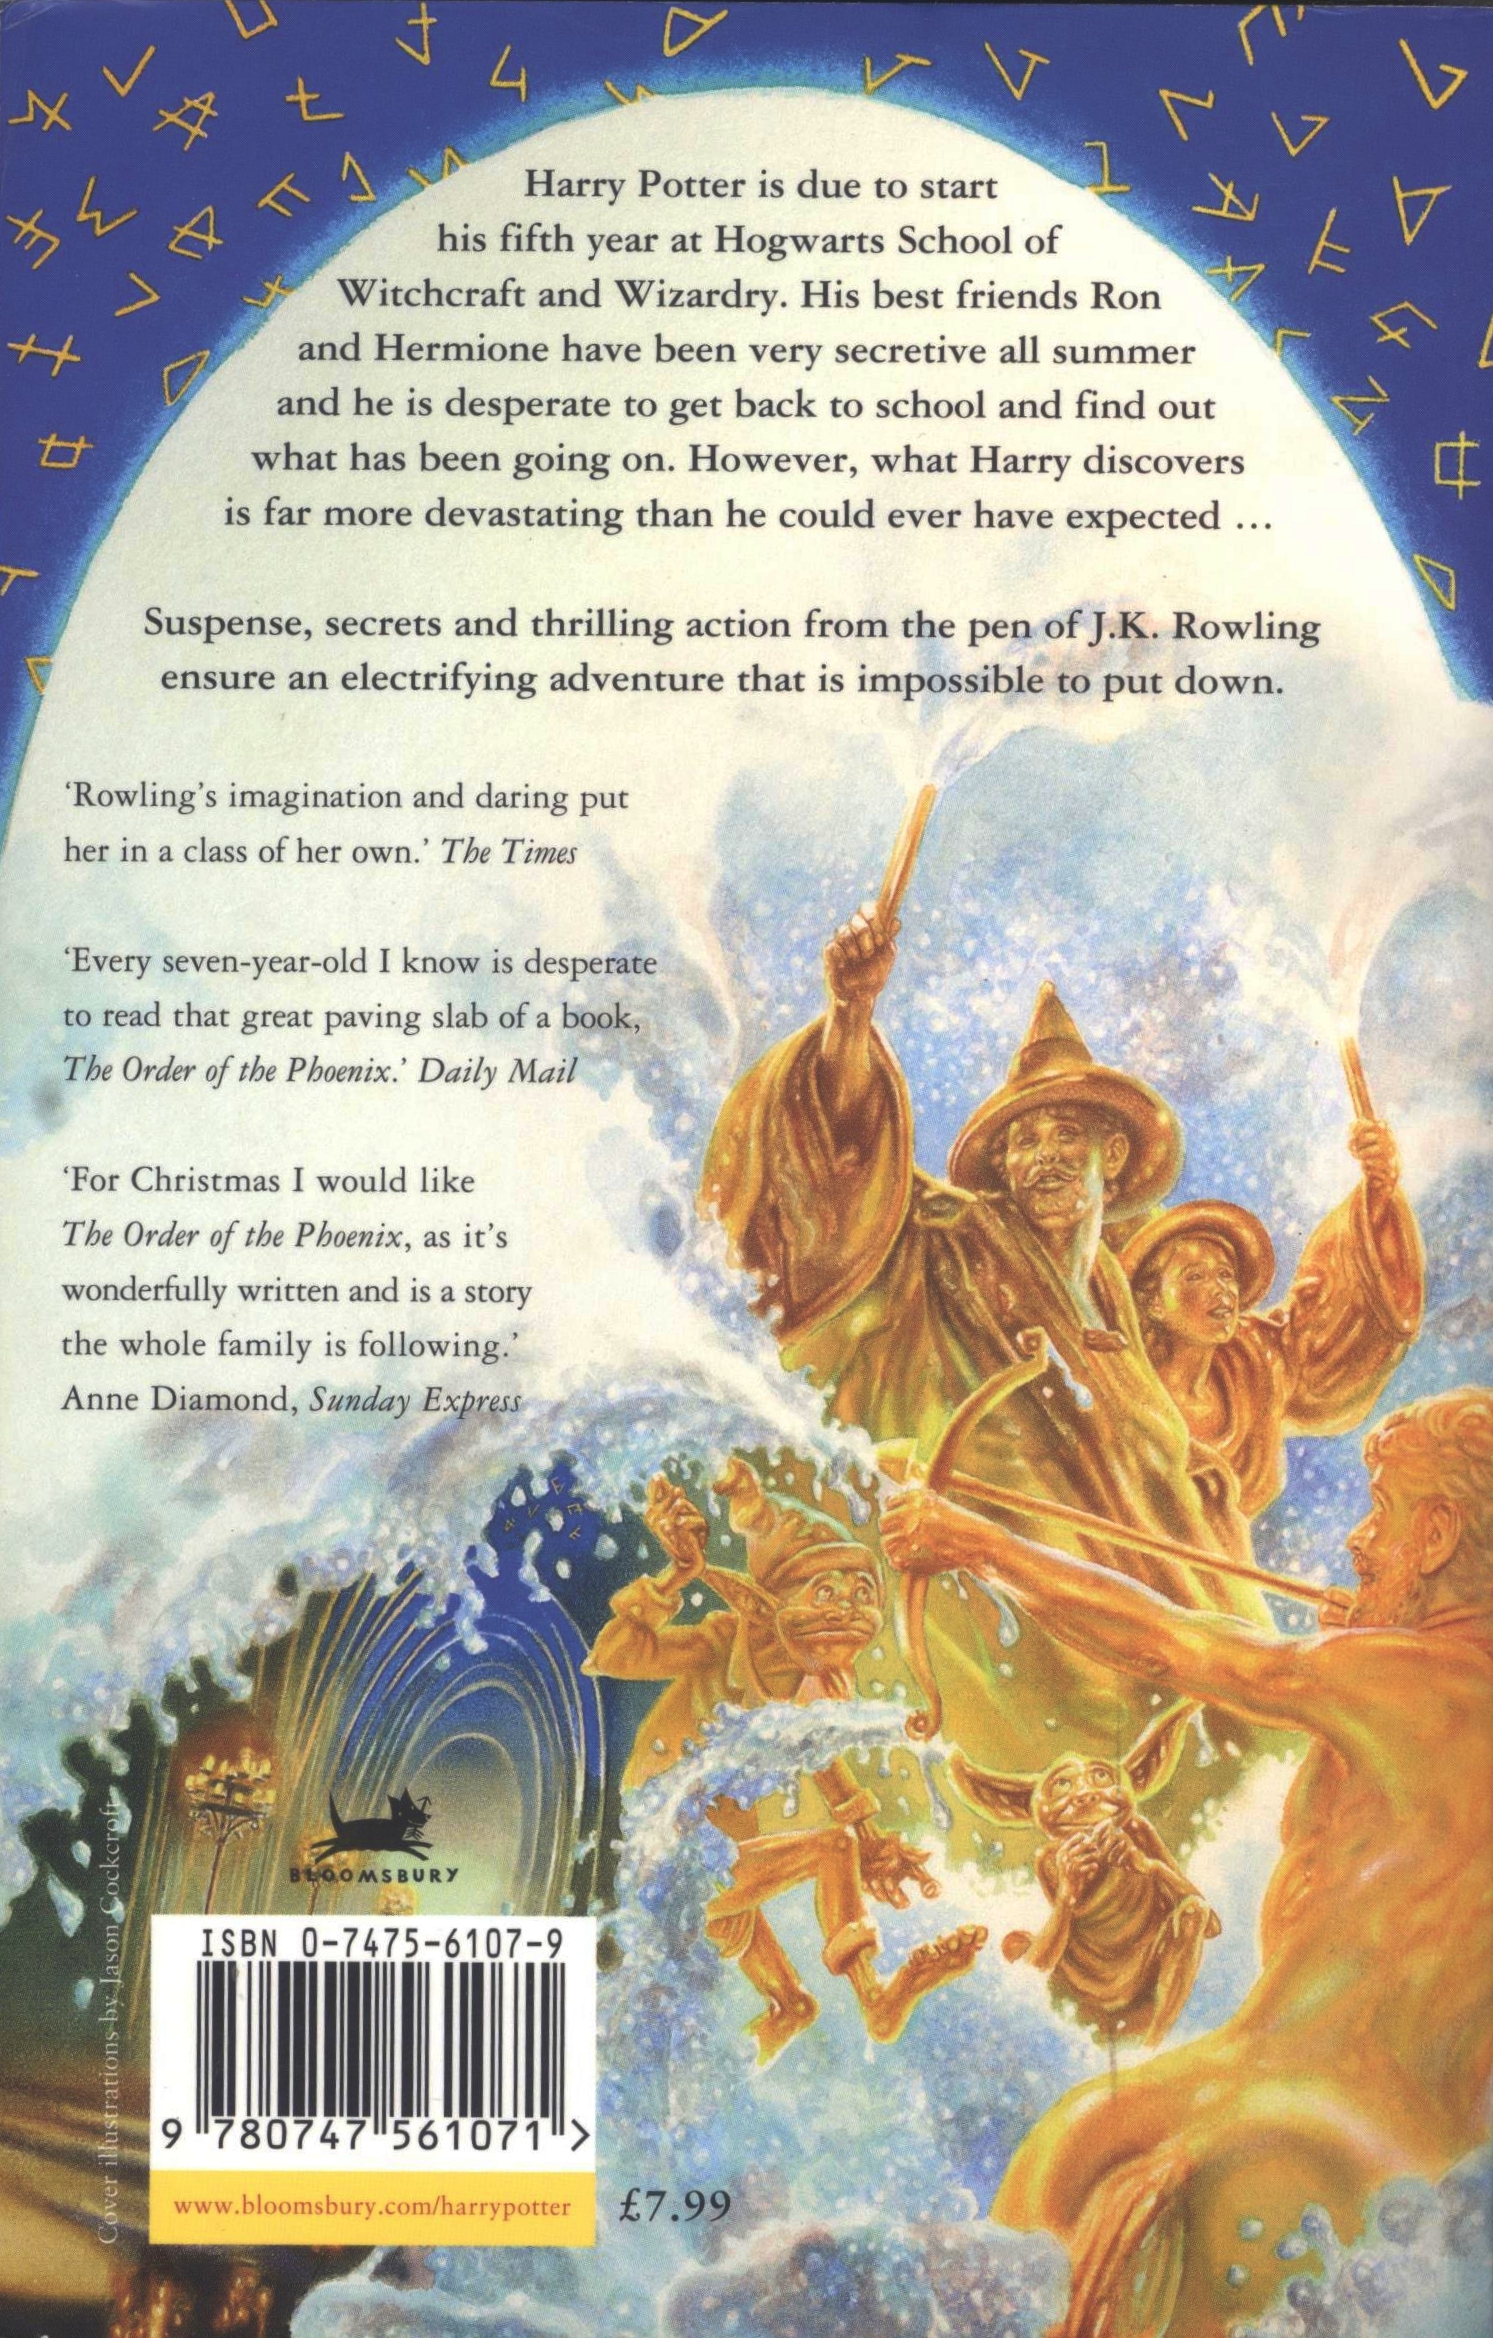 Harry Potter is due to start
his fifth year at Hogwarts School of
Witchcraft and Wizardry. His best friends Ron
and Hermione have been very secretive all summer
and he is desperate to get back to school and find out
what has been going on. However, what Harry discovers
is far more devastating than he could ever have expected …
Suspense, secrets and thrilling action from the pen of J.K. Rowling
ensure an electrifying adventure that is impossible to put down.
‘Rowling’s imagination and daring put
her in a class of her own.’ The Times
‘Every seven-year-old I know is desperate
to read that great paving slab of a book,
The Order of the Phoenix.’ Daily Mail
‘For Christmas I would like
The Order of the Phoenix, as it’s
wonderfully written and is a story
the whole family is following.’
Anne Diamond, Sunday Express
BLOOMSBURY
Cover illustrations by Jason Cockcroft
ISBN 0-7475-6107-9
9 780747 561071 >
www.bloomsbury.com/harrypotter
£7.99